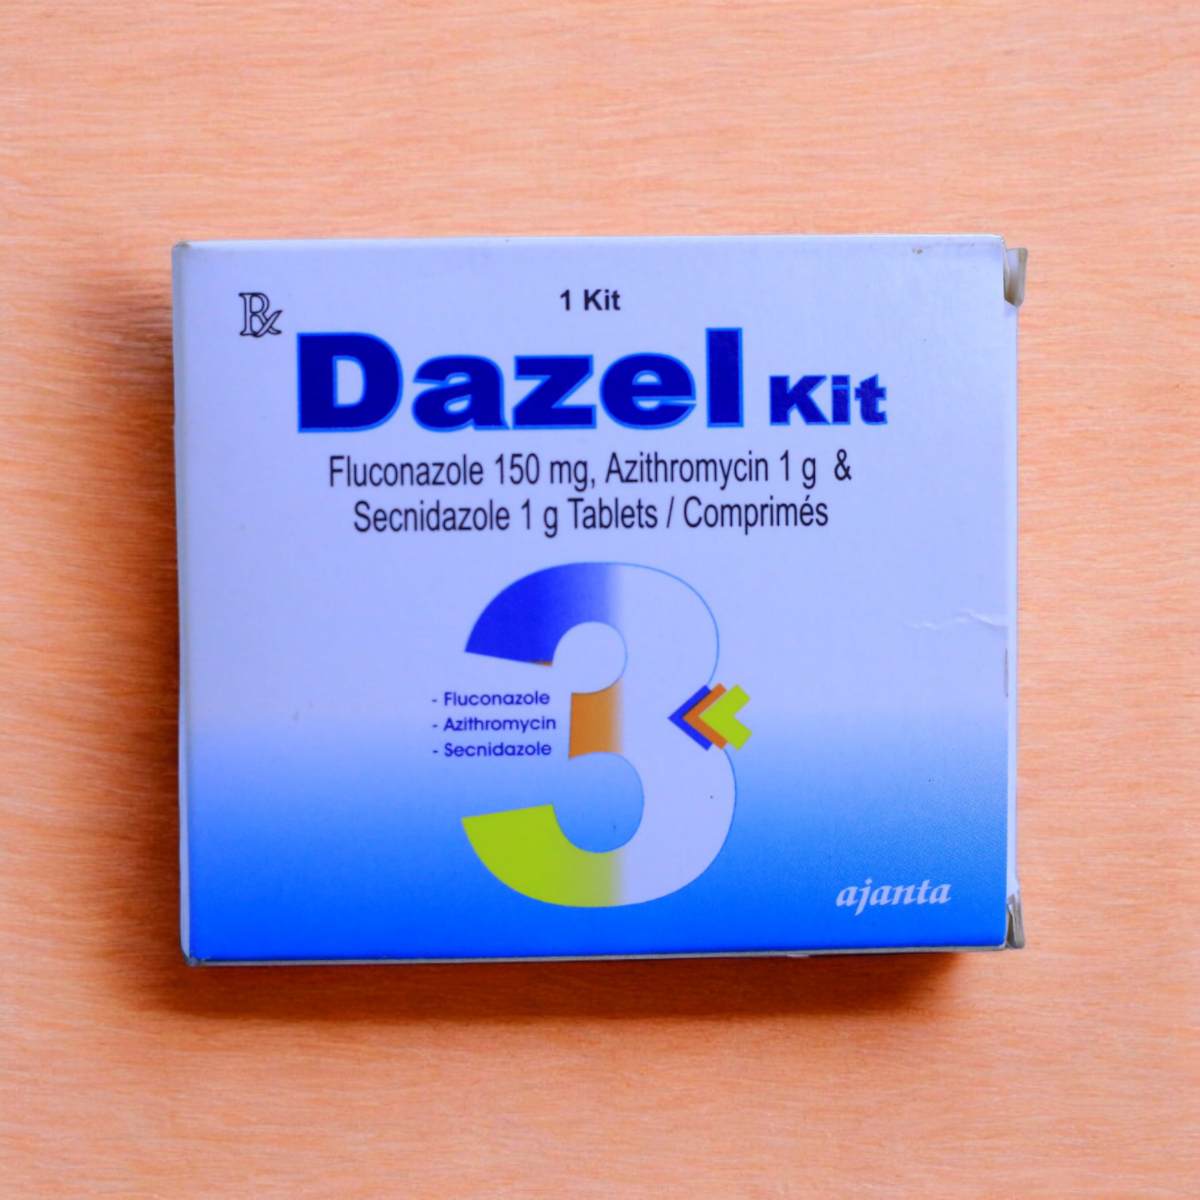 ℞
1 Kit
Dazel Kit
Fluconazole 150 mg, Azithromycin 1 g &
Secnidazole 1 g Tablets / Comprimés
3
- Fluconazole
- Azithromycin
- Secnidazole
ajanta